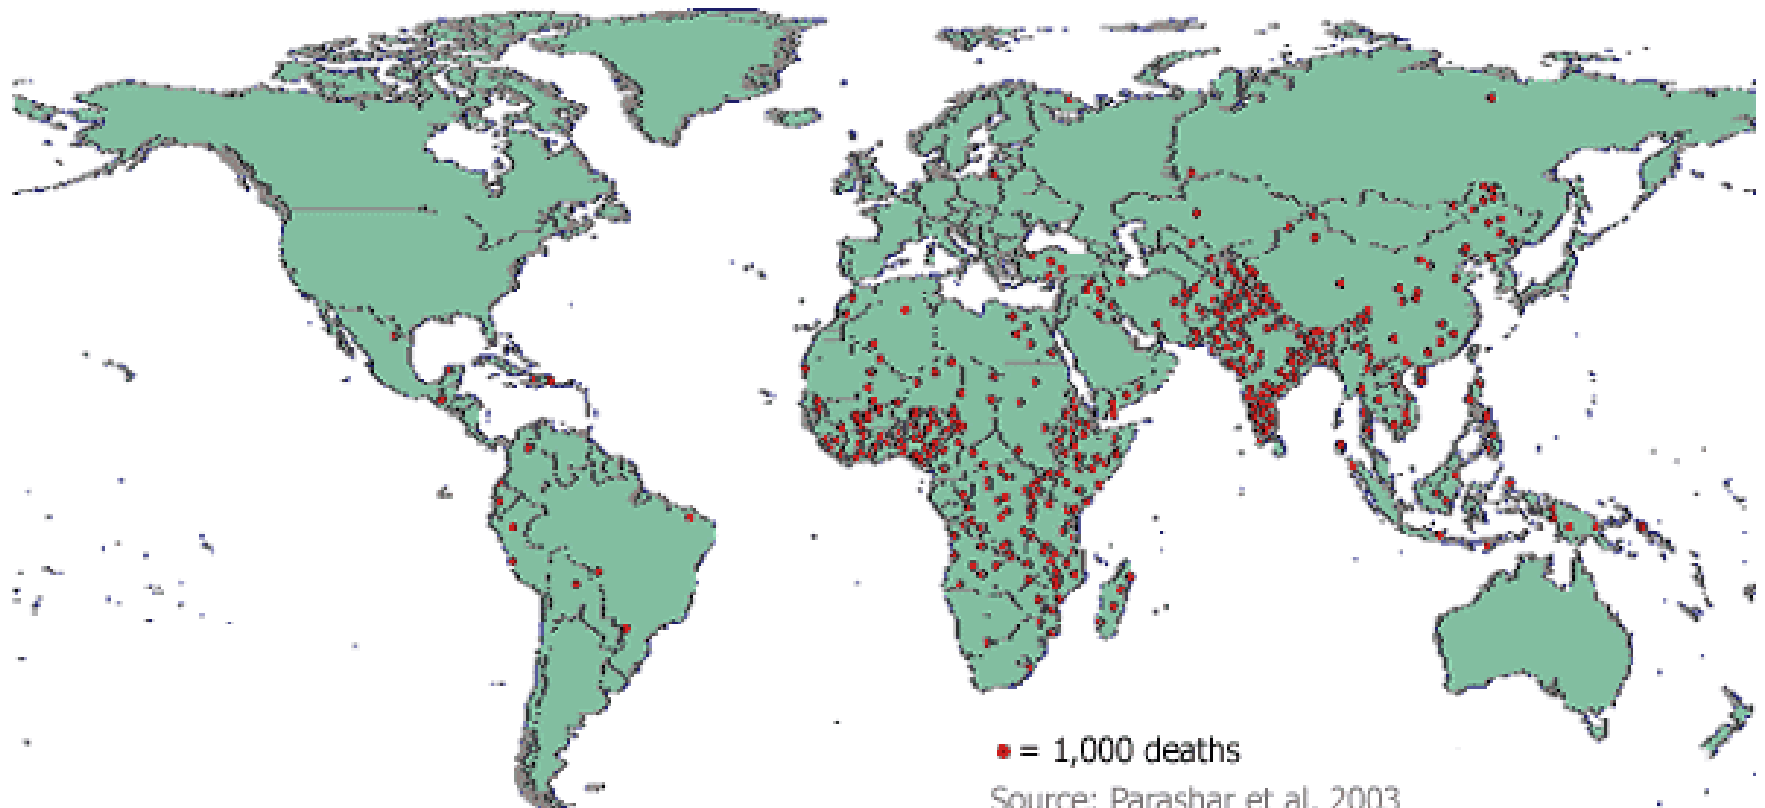 = 1,000 deaths
Source: Parashar et al. 2003